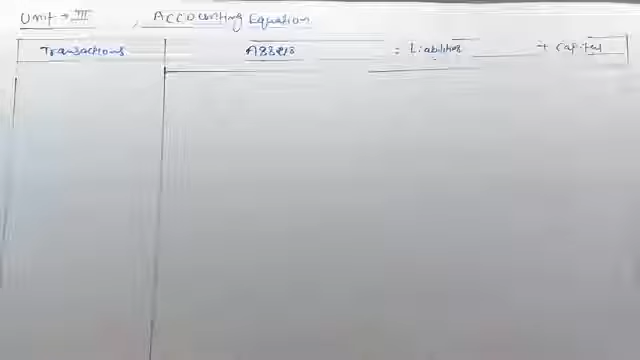 Unit → III , Accounting Equation
Transactions Assets = Liabilities + Capital